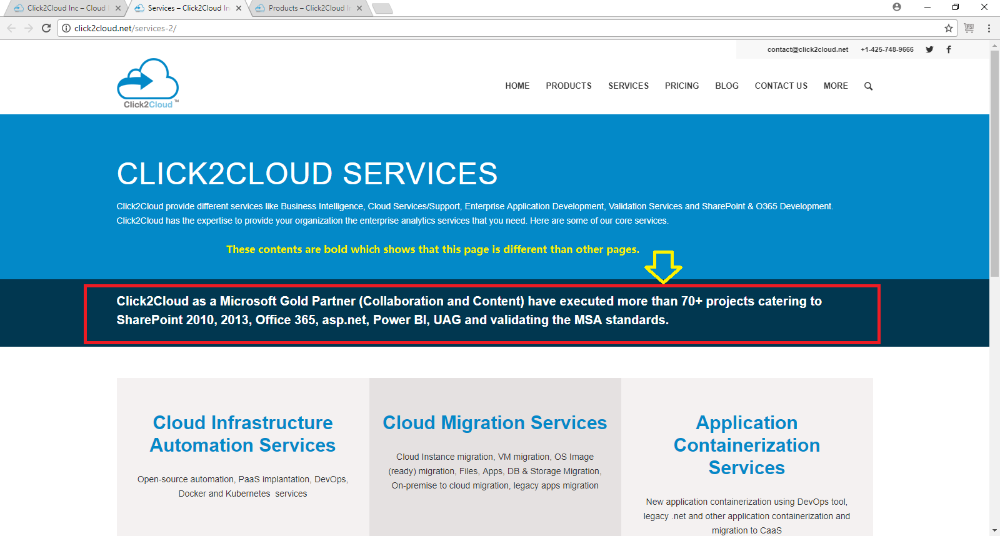 Click2Cloud Inc – Cloud
Services – Click2Cloud In
Products – Click2Cloud In
click2cloud.net/services-2/
contact@click2cloud.net +1-425-748-9666
Click2Cloud ™
HOME PRODUCTS SERVICES PRICING BLOG CONTACT US MORE
CLICK2CLOUD SERVICES
Click2Cloud provide different services like Business Intelligence, Cloud Services/Support, Enterprise Application Development, Validation Services and SharePoint & O365 Development.
Click2Cloud has the expertise to provide your organization the enterprise analytics services that you need. Here are some of our core services.
These contents are bold which shows that this page is different than other pages.
Click2Cloud as a Microsoft Gold Partner (Collaboration and Content) have executed more than 70+ projects catering to
SharePoint 2010, 2013, Office 365, asp.net, Power BI, UAG and validating the MSA standards.
Cloud Infrastructure
Automation Services
Open-source automation, PaaS implantation, DevOps,
Docker and Kubernetes services
Cloud Migration Services
Cloud Instance migration, VM migration, OS Image
(ready) migration, Files, Apps, DB & Storage Migration,
On-premise to cloud migration, legacy apps migration
Application
Containerization
Services
New application containerization using DevOps tool,
legacy .net and other application containerization and
migration to CaaS